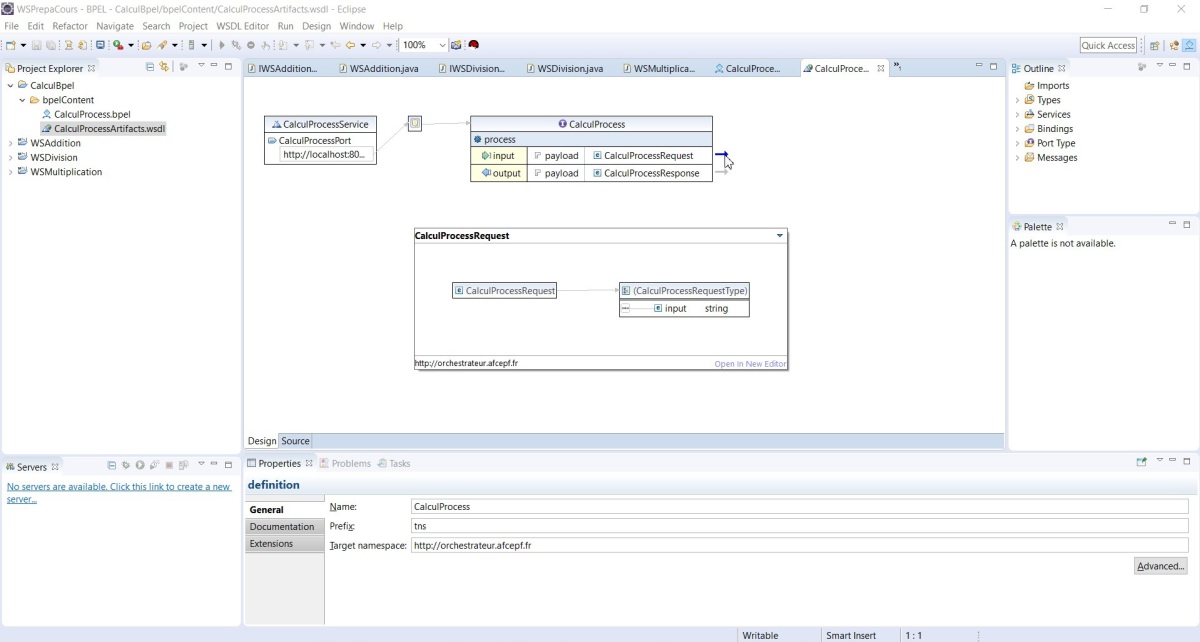 WSPrepaCours - BPEL - CalculBpel/bpelContent/CalculProcessArtifacts.wsdl - Eclipse
File Edit Refactor Navigate Search Project WSDL Editor Run Design Window Help
100%
Quick Access
Project Explorer
CalculBpel
bpelContent
CalculProcess.bpel
CalculProcessArtifacts.wsdl
WSAddition
WSDivision
WSMultiplication
IWSAddition... WSAddition.java IWSDivision... WSDivision.java WSMultiplica... CalculProce... CalculProce...
CalculProcessService
CalculProcessPort
http://localhost:80...
CalculProcess
process
input payload CalculProcessRequest
output payload CalculProcessResponse
CalculProcessRequest
CalculProcessRequest
(CalculProcessRequestType)
input string
http://orchestrateur.afcepf.fr Open In New Editor
Design Source
Outline
Imports
Types
Services
Bindings
Port Type
Messages
Palette
A palette is not available.
Servers
No servers are available. Click this link to create a new
server...
Properties Problems Tasks
definition
General
Documentation
Extensions
Name: CalculProcess
Prefix: tns
Target namespace: http://orchestrateur.afcepf.fr
Advanced...
Writable Smart Insert 1 : 1